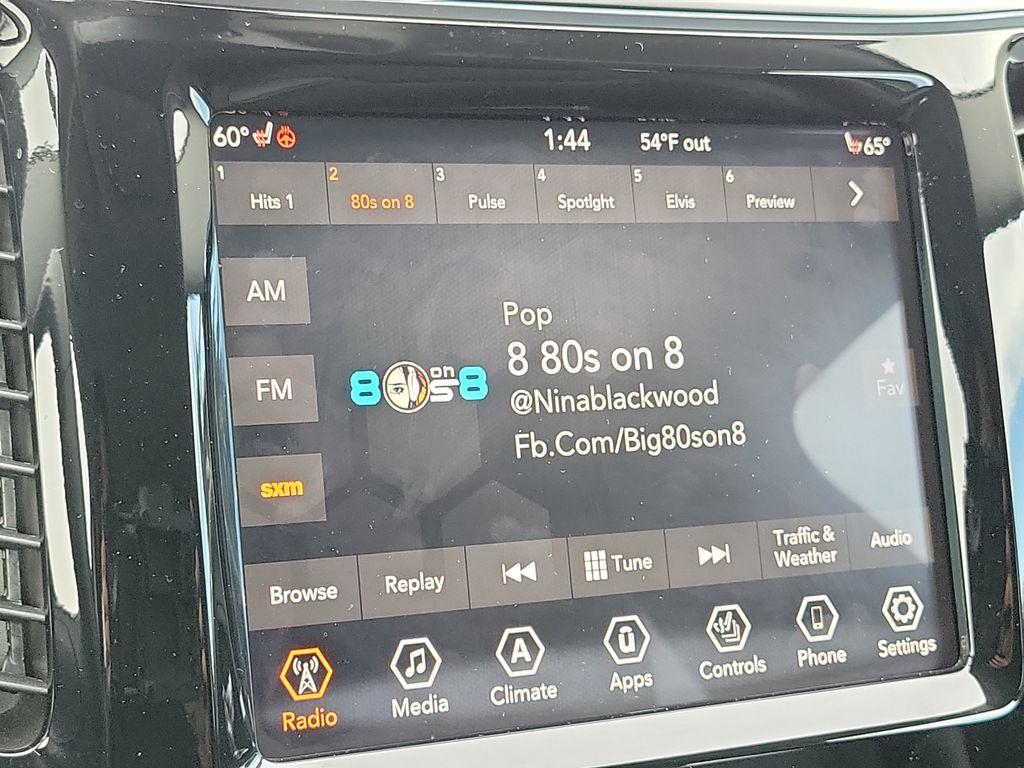 60° 1:44 54°F out 65°
1 2 3 4 5 6
Hits 1 80s on 8 Pulse Spotlght Elvis Preview
AM
FM
sxm
8 0s on 8
Pop
8 80s on 8
@Ninablackwood
Fb.Com/Big80son8
Fav
Browse Replay Tune Traffic & Weather Audio
Radio Media A Climate Apps Controls Phone Settings